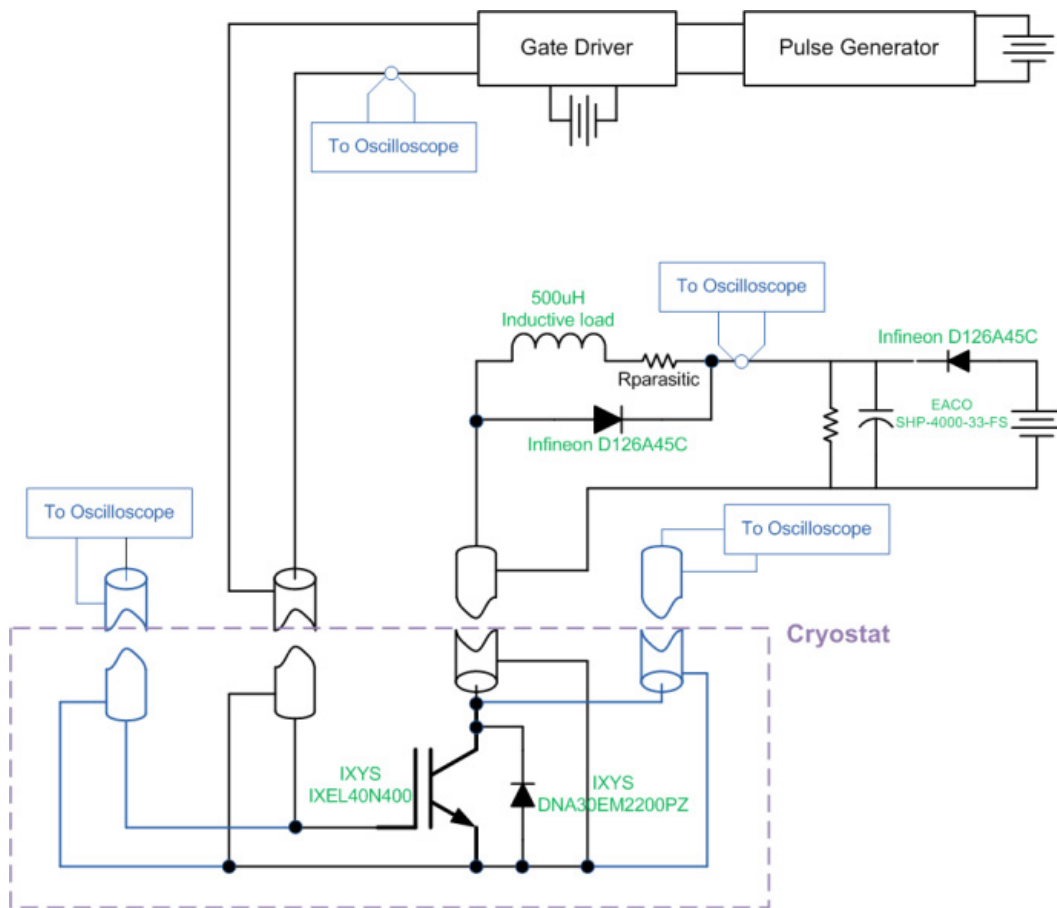 Gate Driver
Pulse Generator
To Oscilloscope
To Oscilloscope
500uH
Inductive load
Infineon D126A45C
Rparasitic
EACO
SHP-4000-33-FS
Infineon D126A45C
To Oscilloscope
To Oscilloscope
Cryostat
IXYS
IXEL40N400
IXYS
DNA30EM2200PZ